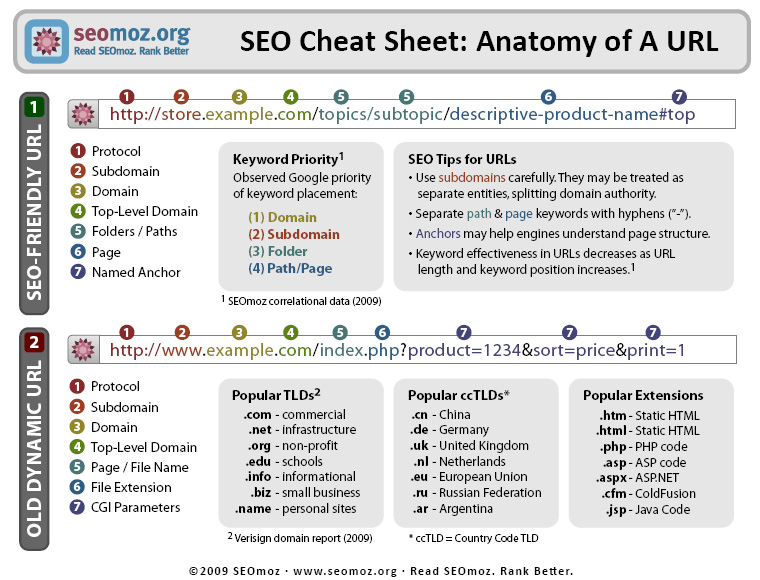 seomoz.org
Read SEOmoz. Rank Better
SEO Cheat Sheet: Anatomy of A URL
1
SEO-FRIENDLY URL
1 2 3 4 5 5 6 7
http://store.example.com/topics/subtopic/descriptive-product-name#top
1 Protocol
2 Subdomain
3 Domain
4 Top-Level Domain
5 Folders / Paths
6 Page
7 Named Anchor
Keyword Priority1
Observed Google priority
of keyword placement:
(1) Domain
(2) Subdomain
(3) Folder
(4) Path/Page
1 SEOmoz correlational data (2009)
SEO Tips for URLs
• Use subdomains carefully. They may be treated as
separate entities, splitting domain authority.
• Separate path & page keywords with hyphens ("-").
• Anchors may help engines understand page structure.
• Keyword effectiveness in URLs decreases as URL
length and keyword position increases.1
2
OLD DYNAMIC URL
1 2 3 4 5 6 7 7 7
http://www.example.com/index.php?product=1234&sort=price&print=1
1 Protocol
2 Subdomain
3 Domain
4 Top-Level Domain
5 Page / File Name
6 File Extension
7 CGI Parameters
Popular TLDs2
.com - commercial
.net - infrastructure
.org - non-profit
.edu - schools
.info - informational
.biz - small business
.name - personal sites
2 Verisign domain report (2009)
Popular ccTLDs*
.cn - China
.de - Germany
.uk - United Kingdom
.nl - Netherlands
.eu - European Union
.ru - Russian Federation
.ar - Argentina
* ccTLD = Country Code TLD
Popular Extensions
.htm - Static HTML
.html - Static HTML
.php - PHP code
.asp - ASP code
.aspx - ASP.NET
.cfm - ColdFusion
.jsp - Java Code
©2009 SEOmoz · www.seomoz.org · Read SEOmoz. Rank Better.